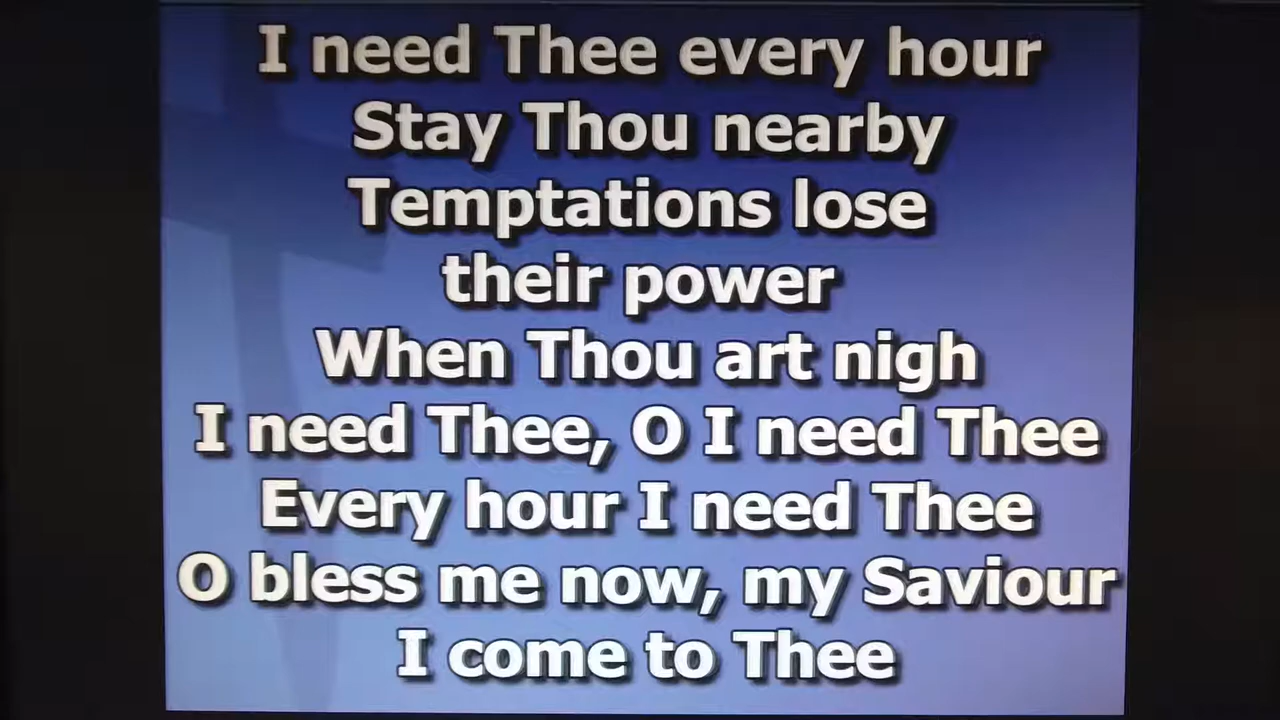 I need Thee every hour
Stay Thou nearby
Temptations lose
their power
When Thou art nigh
I need Thee, O I need Thee
Every hour I need Thee
O bless me now, my Saviour
I come to Thee